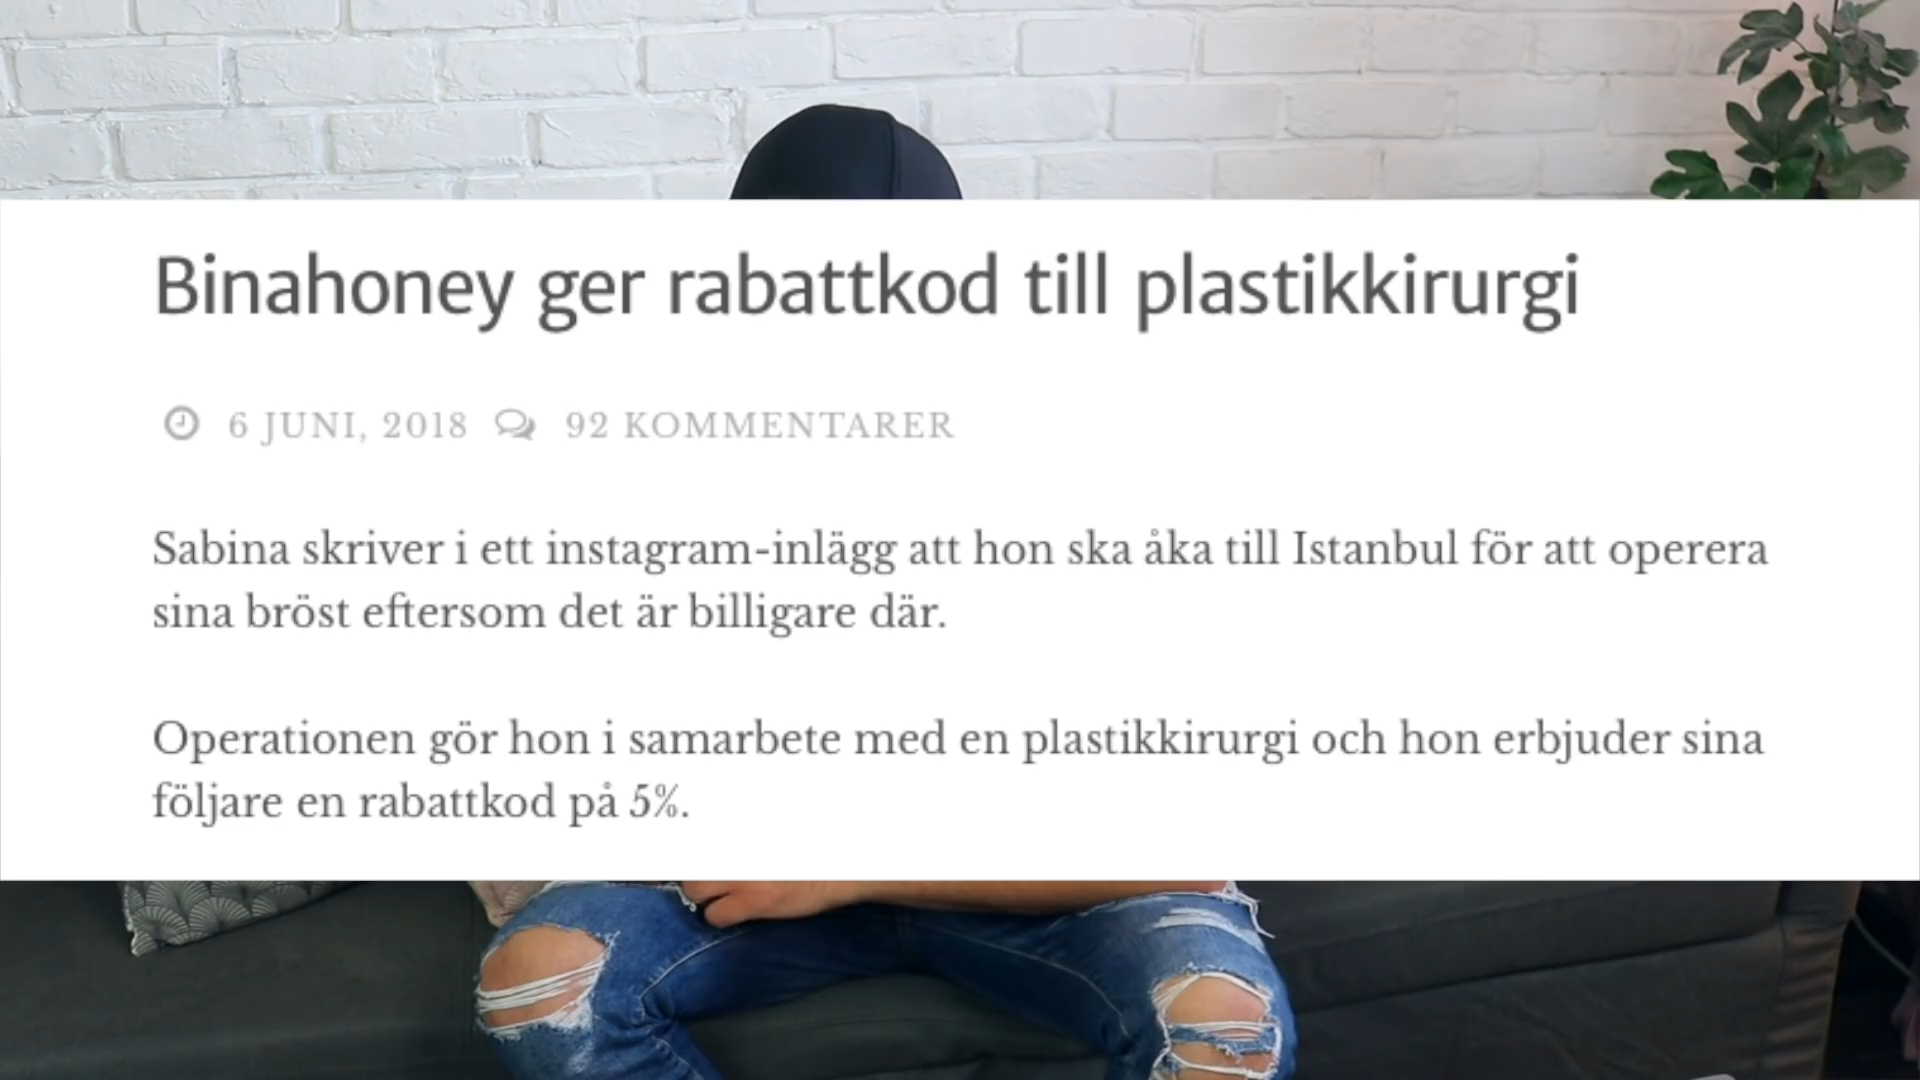 Binahoney ger rabattkod till plastikkirurgi
6 JUNI, 2018 92 KOMMENTARER
Sabina skriver i ett instagram-inlägg att hon ska åka till Istanbul för att operera
sina bröst eftersom det är billigare där.
Operationen gör hon i samarbete med en plastikkirurgi och hon erbjuder sina
följare en rabattkod på 5%.